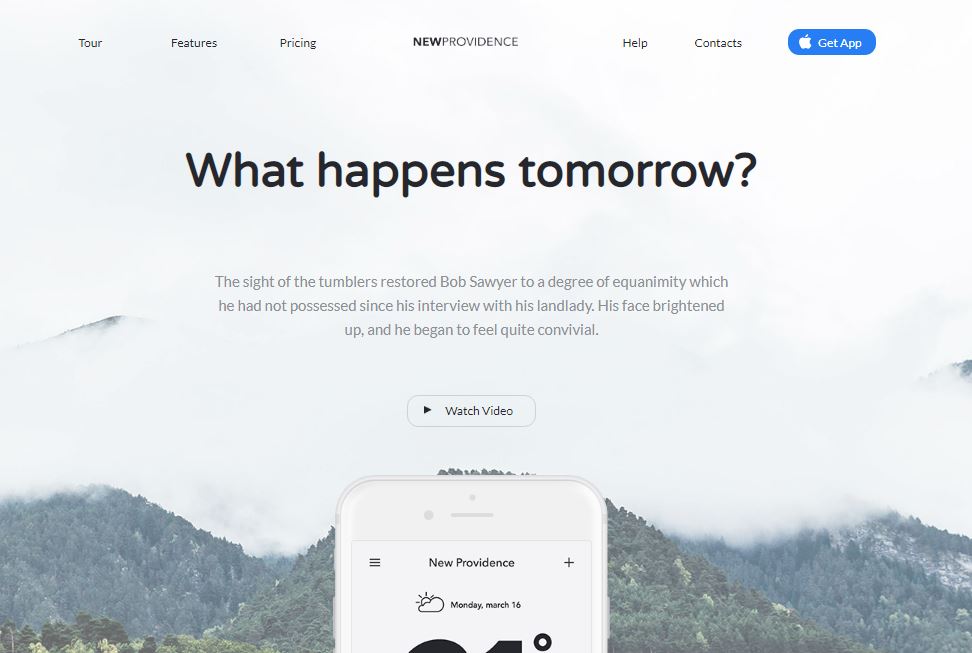 Tour
Features
Pricing
NEWPROVIDENCE
Help
Contacts
Get App
What happens tomorrow?
The sight of the tumblers restored Bob Sawyer to a degree of equanimity which
he had not possessed since his interview with his landlady. His face brightened
up, and he began to feel quite convivial.
Watch Video
New Providence
Monday, march 16